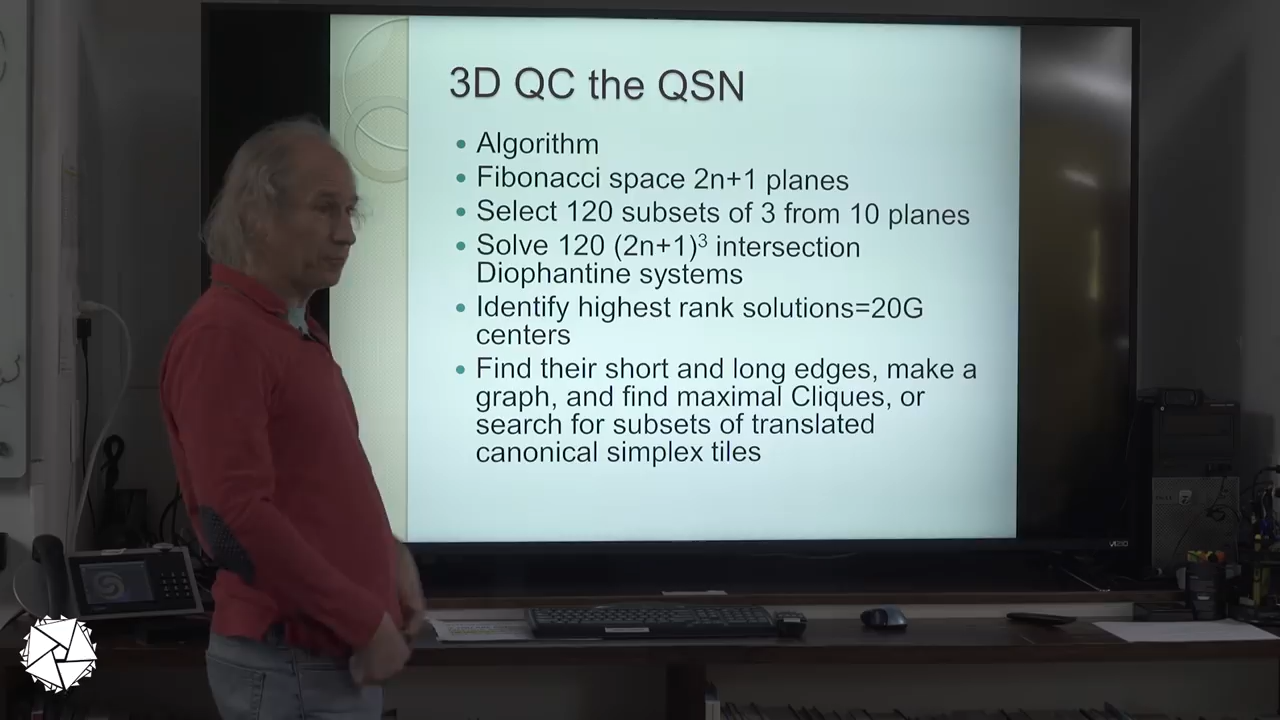 3D QC the QSN
• Algorithm
• Fibonacci space 2n+1 planes
• Select 120 subsets of 3 from 10 planes
• Solve 120 (2n+1)³ intersection
Diophantine systems
• Identify highest rank solutions=20G
centers
• Find their short and long edges, make a
graph, and find maximal Cliques, or
search for subsets of translated
canonical simplex tiles
VIZIO